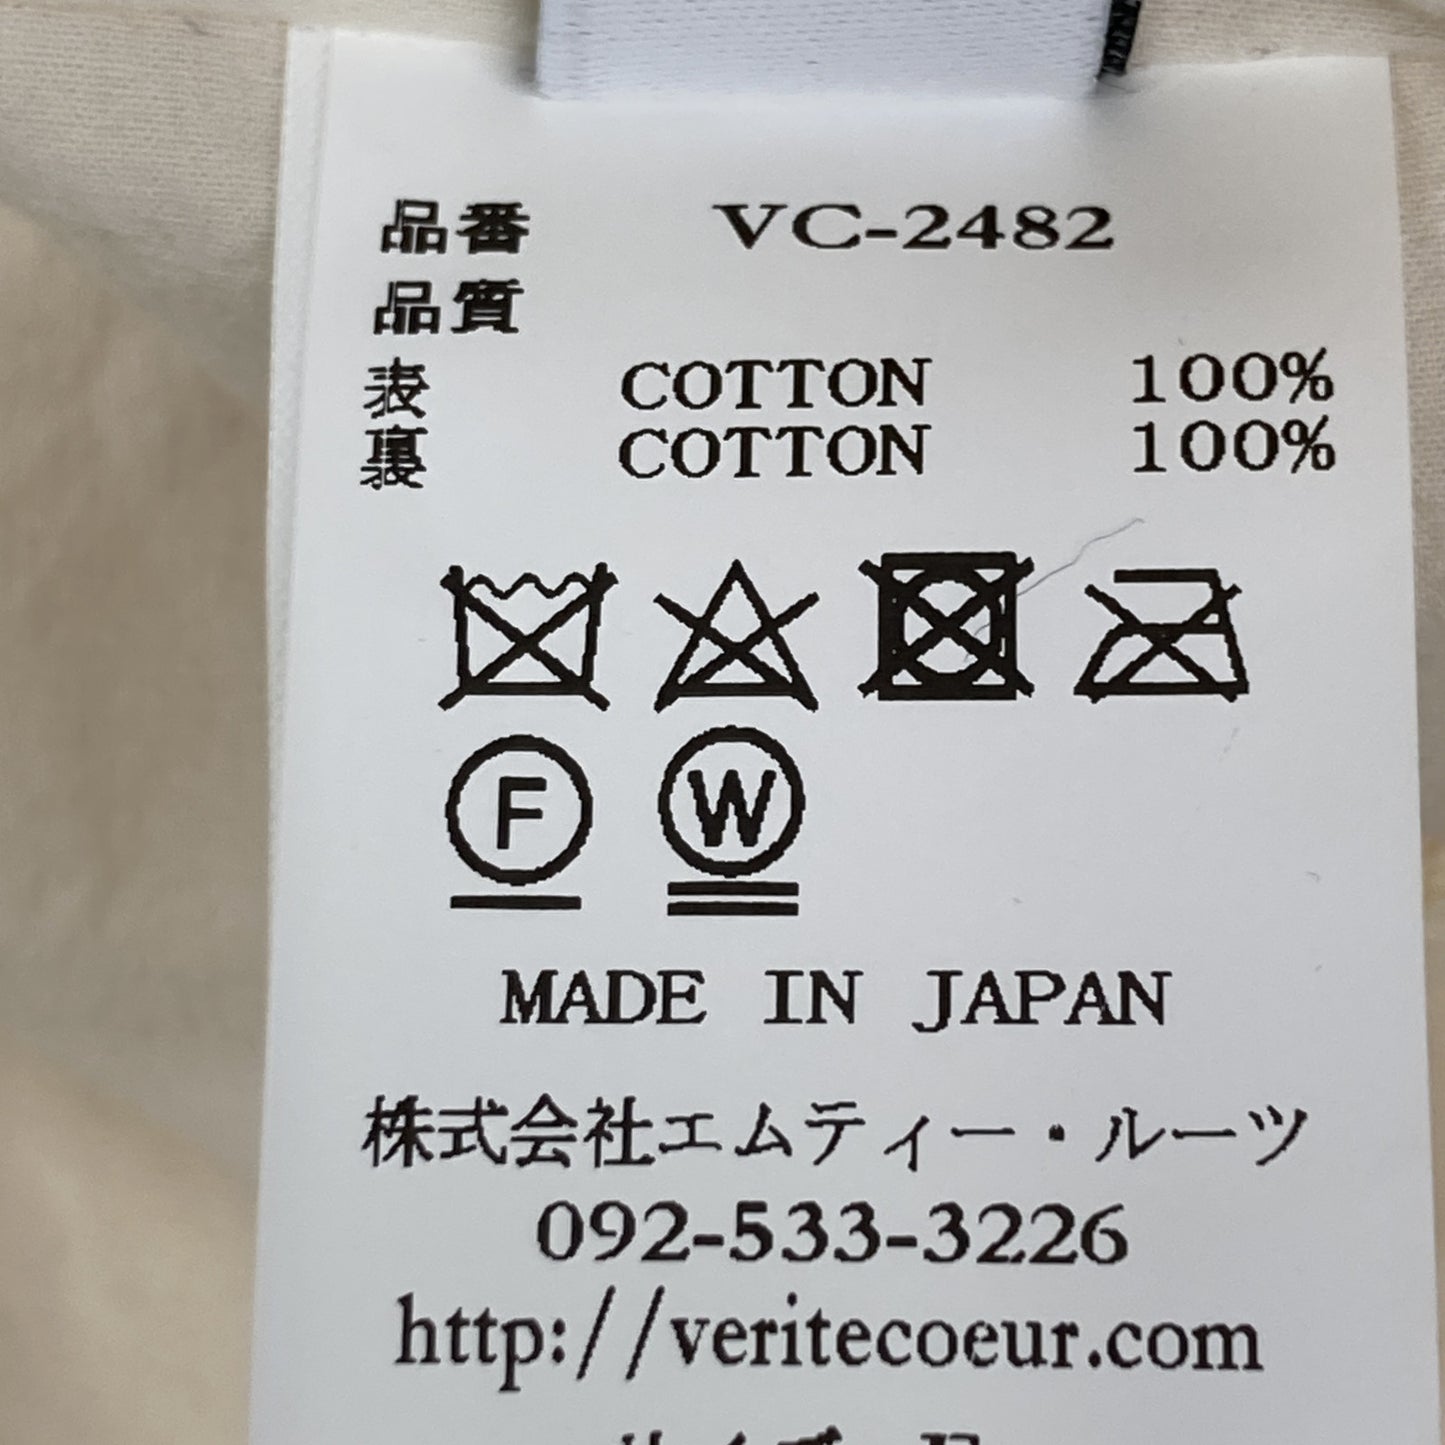 品番 VC-2482
品質
表 COTTON 100%
裏 COTTON 100%
F W
MADE IN JAPAN
株式会社エムティー・ルーツ
092-533-3226
http://veritecoeur.com